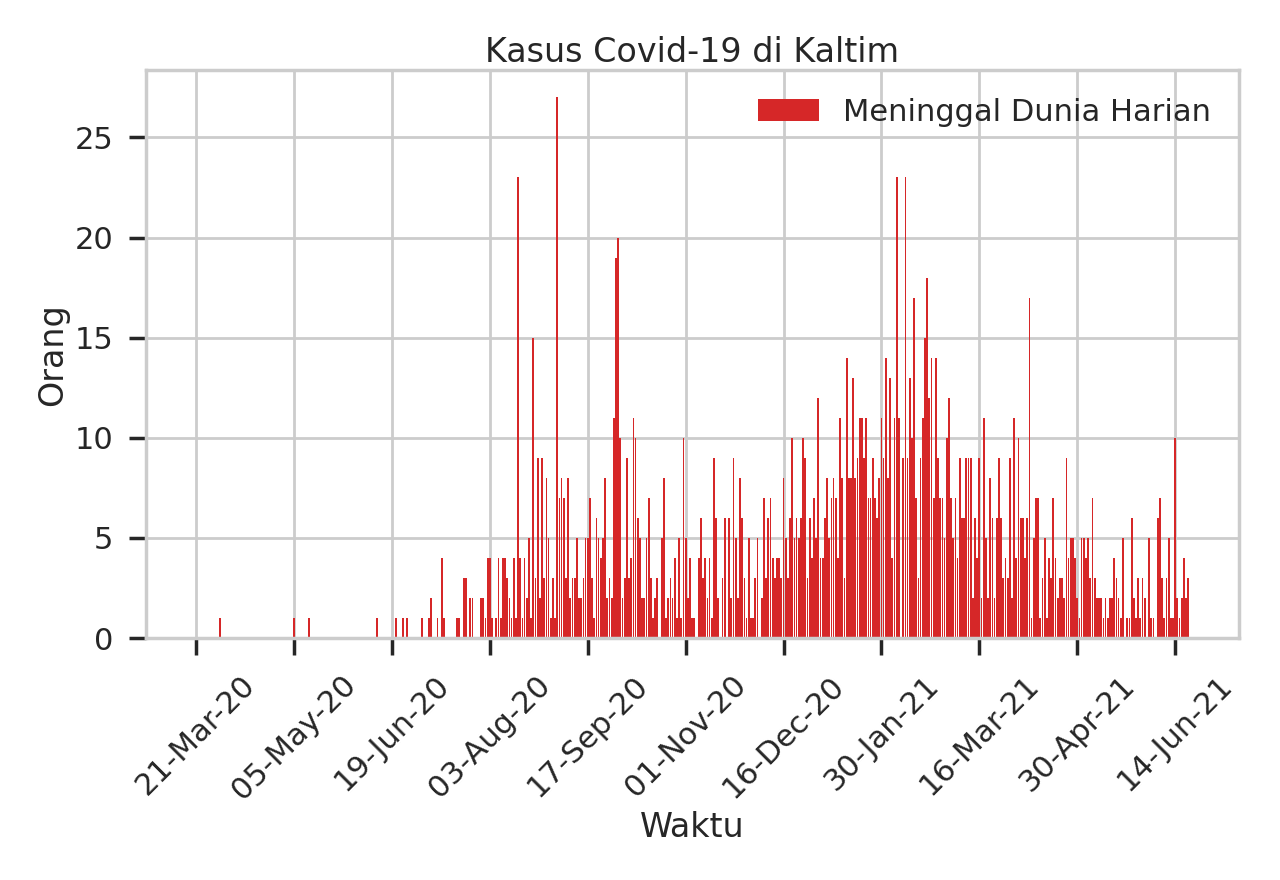 Kasus Covid-19 di Kaltim
Meninggal Dunia Harian
Orang
25
20
15
10
5
0
21-Mar-20
05-May-20
19-Jun-20
03-Aug-20
17-Sep-20
01-Nov-20
16-Dec-20
30-Jan-21
16-Mar-21
30-Apr-21
14-Jun-21
Waktu